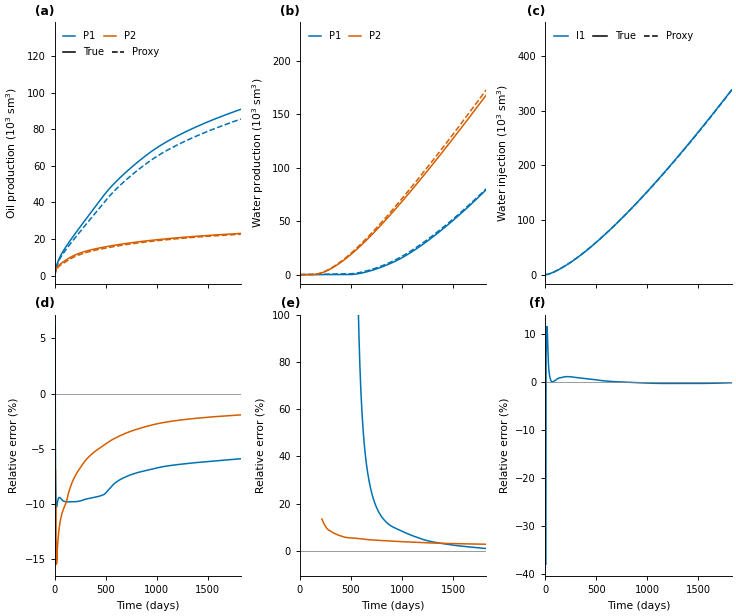 (a)
P1
P2
True
Proxy
120
100
80
60
40
20
0
Oil production (10³ sm³)
(b)
P1
P2
200
150
100
50
0
Water production (10³ sm³)
(c)
I1
True
Proxy
400
300
200
100
0
Water injection (10³ sm³)
(d)
5
0
−5
−10
−15
Relative error (%)
0
500
1000
1500
Time (days)
(e)
100
80
60
40
20
0
Relative error (%)
0
500
1000
1500
Time (days)
(f)
10
0
−10
−20
−30
−40
Relative error (%)
0
500
1000
1500
Time (days)